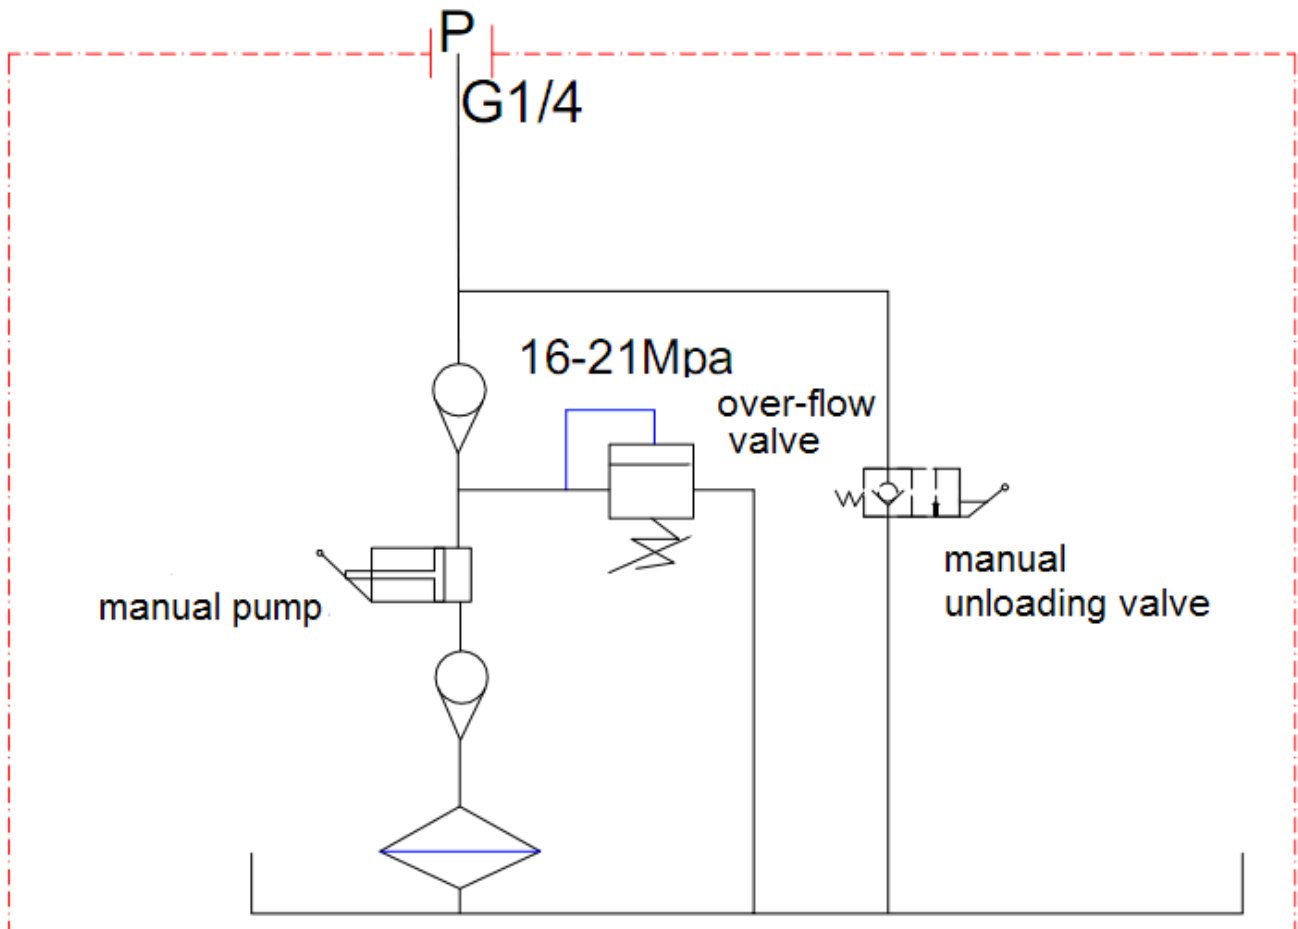 P
G1/4
16-21Mpa
over-flow
valve
manual pump
manual
unloading valve